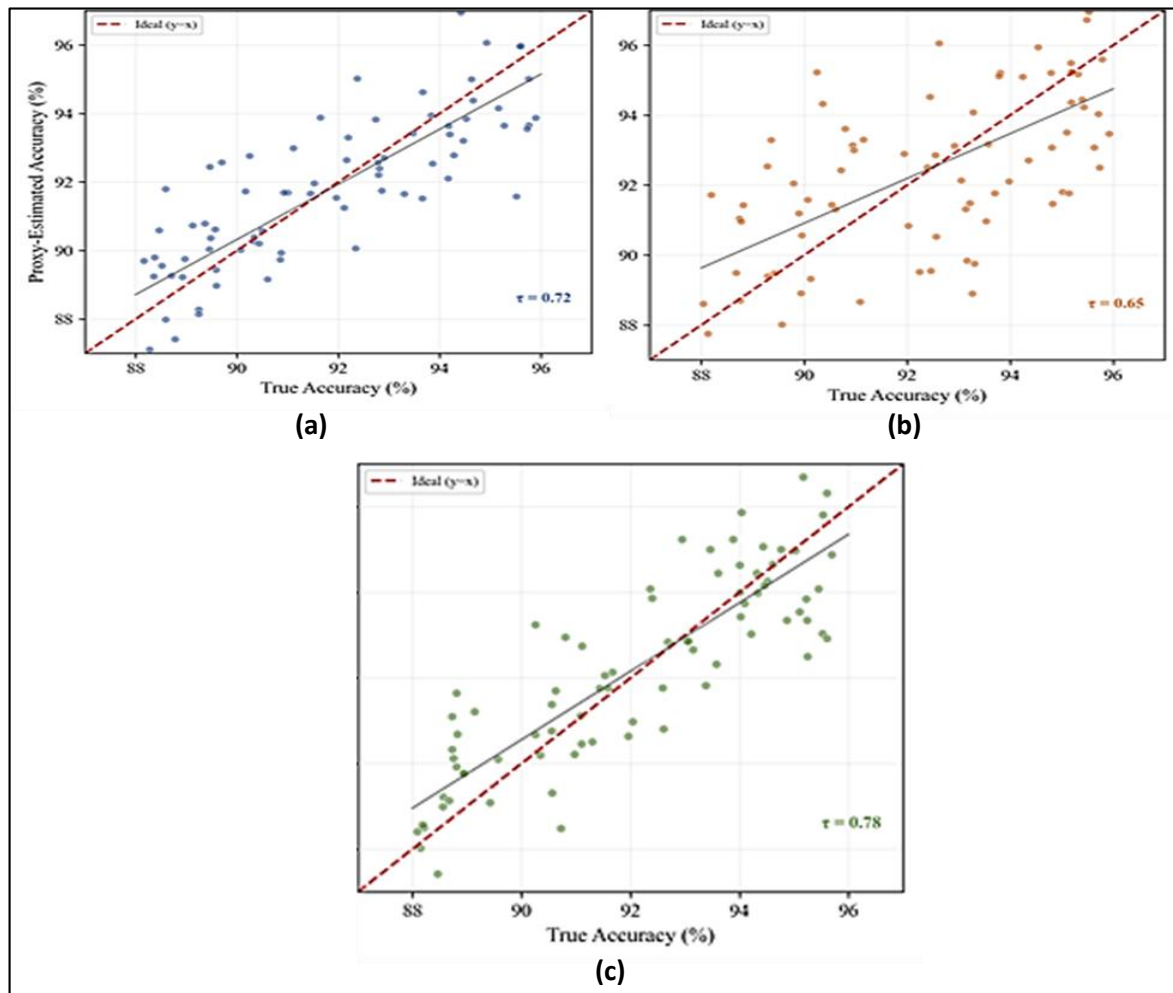 Ideal (y=x)
96
94
92
90
88
Proxy-Estimated Accuracy (%)
τ = 0.72
88 90 92 94 96
True Accuracy (%)
(a)
Ideal (y=x)
96
94
92
90
88
τ = 0.65
88 90 92 94 96
True Accuracy (%)
(b)
Ideal (y=x)
τ = 0.78
88 90 92 94 96
True Accuracy (%)
(c)